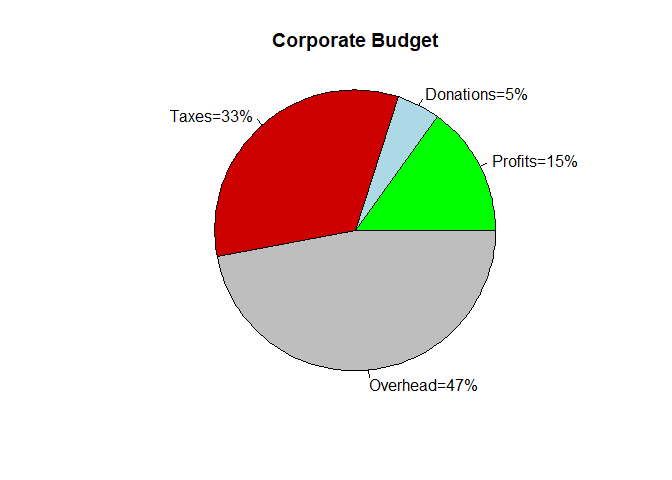 Corporate Budget
Donations=5%
Taxes=33%
Profits=15%
Overhead=47%